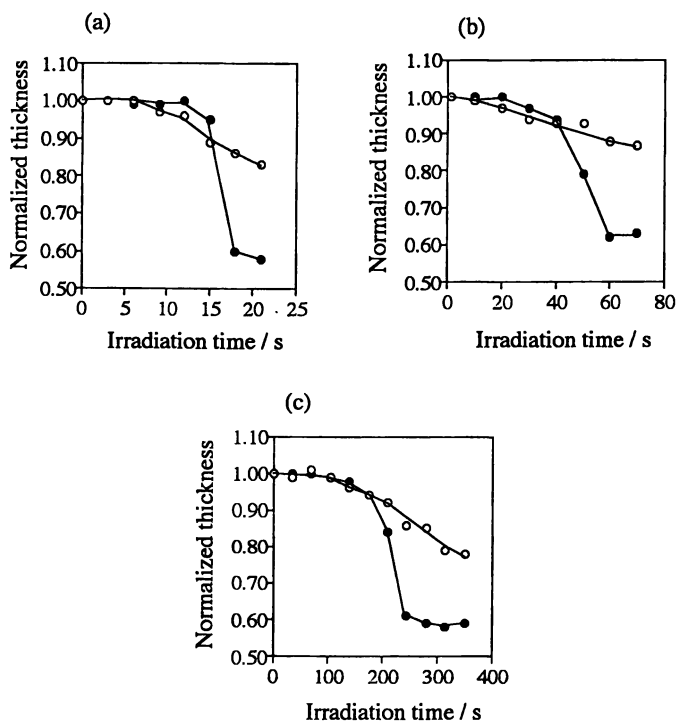 (a)
Normalized thickness
1.10
1.00
0.90
0.80
0.70
0.60
0.50
0 5 10 15 20 25
Irradiation time / s
(b)
Normalized thickness
1.10
1.00
0.90
0.80
0.70
0.60
0.50
0 20 40 60 80
Irradiation time / s
(c)
Normalized thickness
1.10
1.00
0.90
0.80
0.70
0.60
0.50
0 100 200 300 400
Irradiation time / s